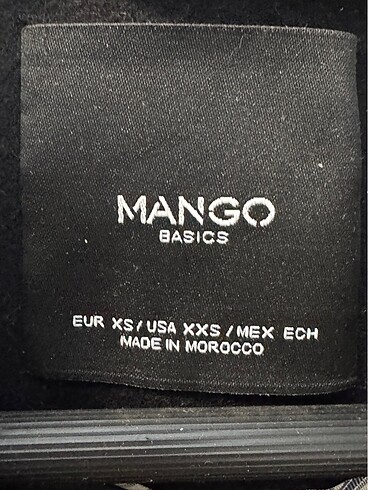 MANGO
BASICS
EUR XS / USA XXS / MEX ECH
MADE IN MOROCCO